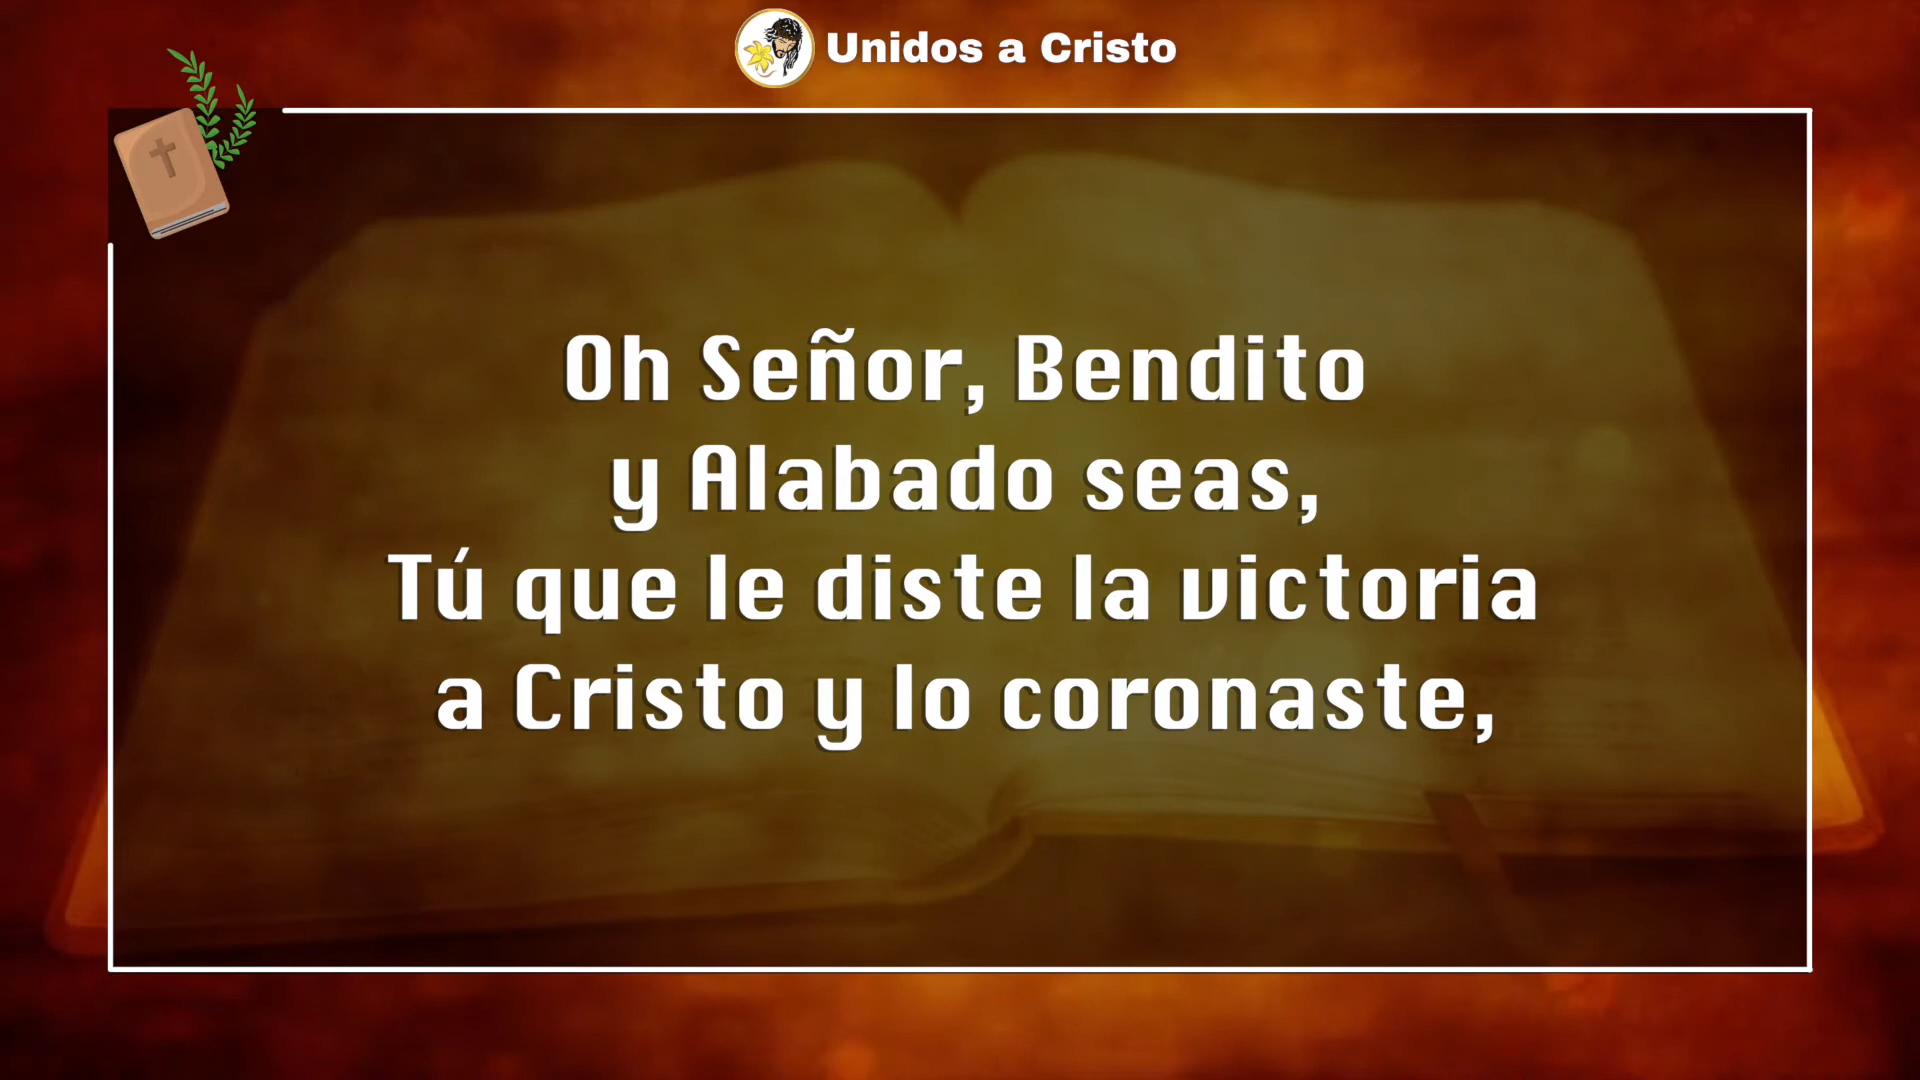 Unidos a Cristo
Oh Señor, Bendito
y Alabado seas,
Tú que le diste la victoria
a Cristo y lo coronaste,